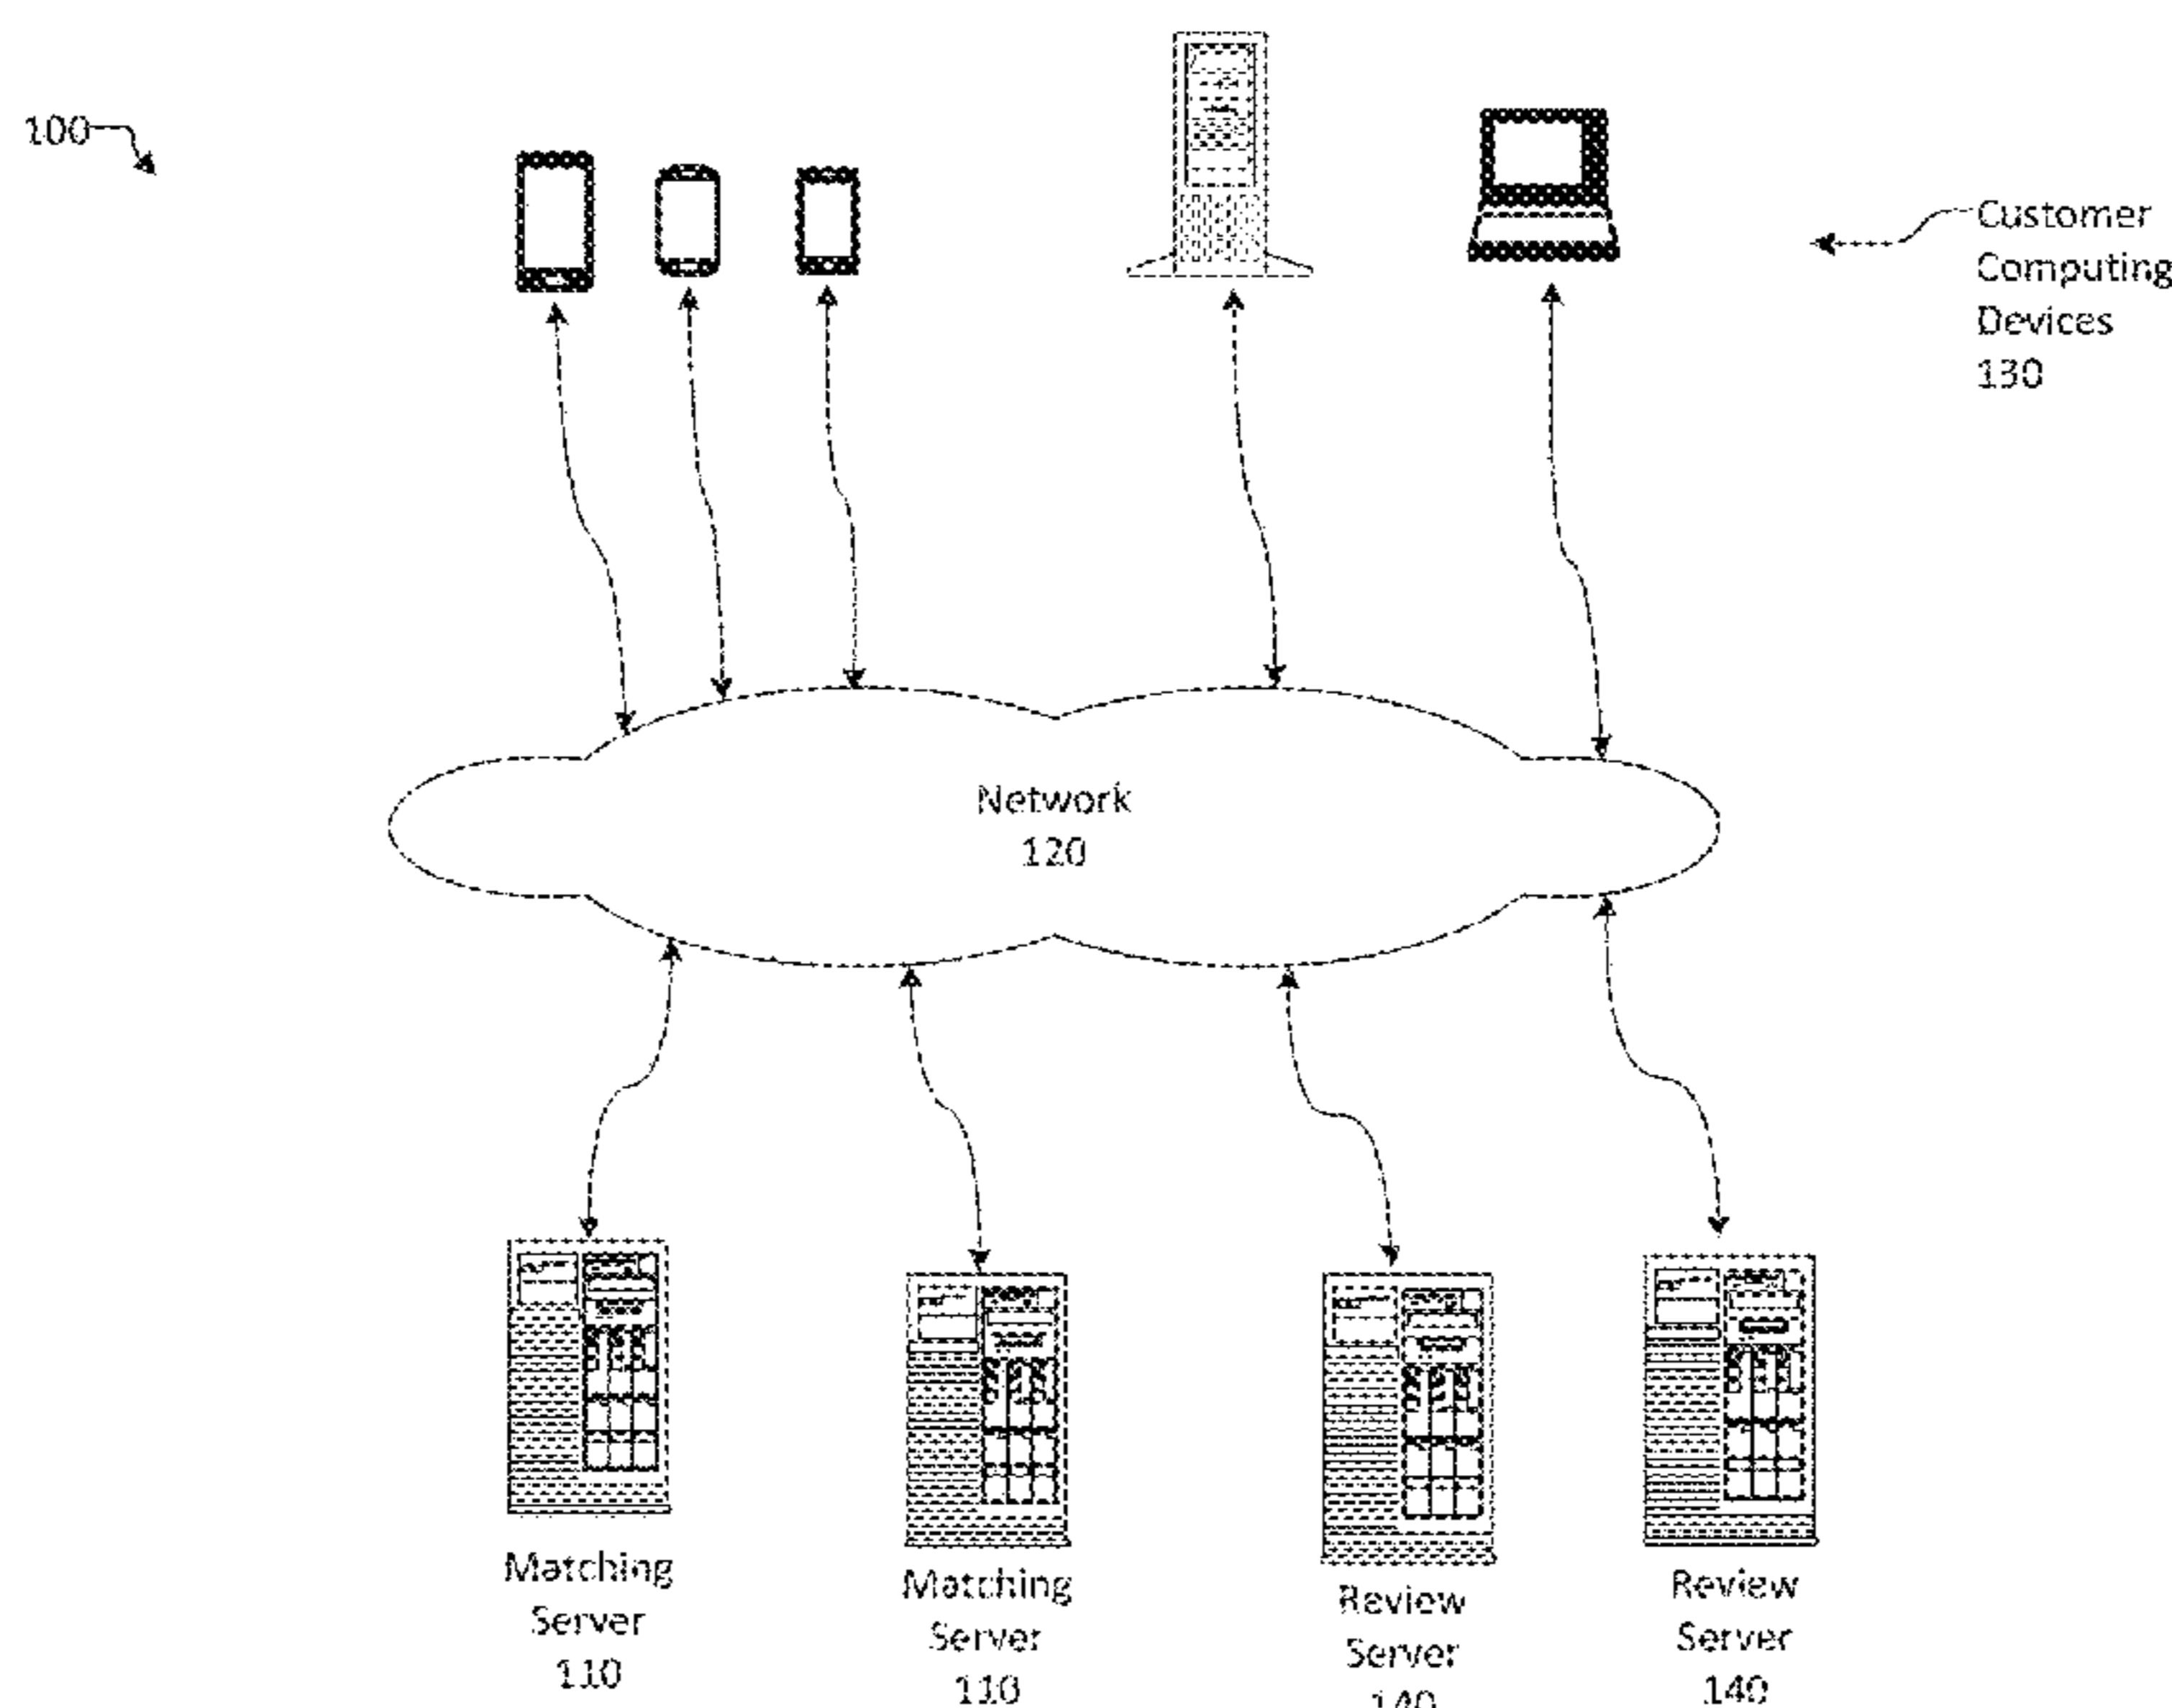 100
Customer
Computing
Devices
130
Network
120
Matching
Server
110
Matching
Server
110
Review
Server
140
Review
Server
140